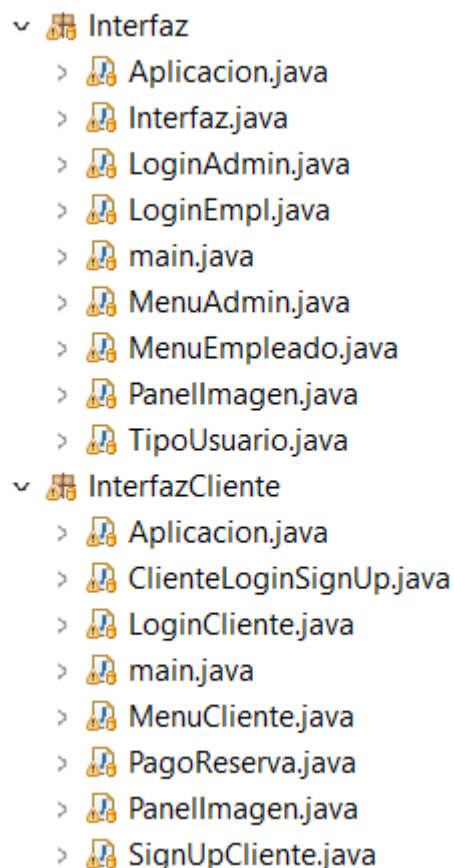 Interfaz
Aplicacion.java
Interfaz.java
LoginAdmin.java
LoginEmpl.java
main.java
MenuAdmin.java
MenuEmpleado.java
PanelImagen.java
TipoUsuario.java
InterfazCliente
Aplicacion.java
ClienteLoginSignUp.java
LoginCliente.java
main.java
MenuCliente.java
PagoReserva.java
PanelImagen.java
SignUpCliente.java